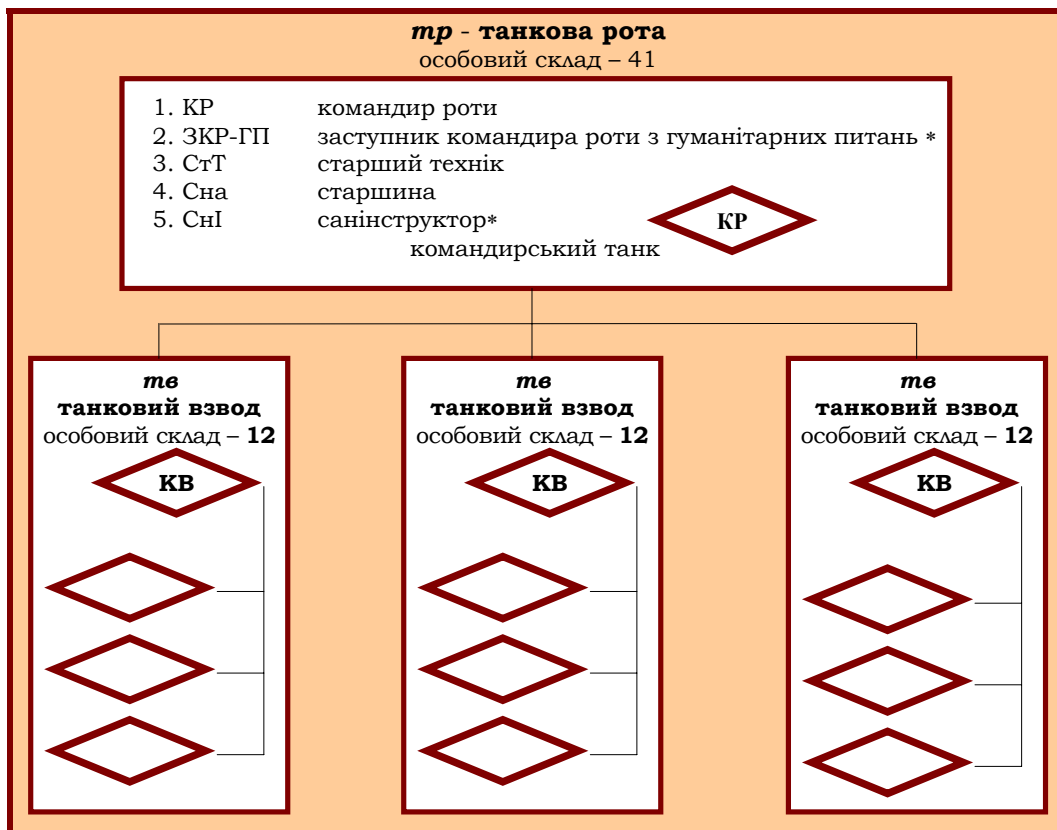 тр - танкова рота
особовий склад – 41
1. КР командир роти
2. ЗКР-ГП заступник командира роти з гуманітарних питань *
3. СтТ старший технік
4. Сна старшина
5. СнІ санінструктор*
КР
командирський танк
тв
танковий взвод
особовий склад – 12
КВ
тв
танковий взвод
особовий склад – 12
КВ
тв
танковий взвод
особовий склад – 12
КВ